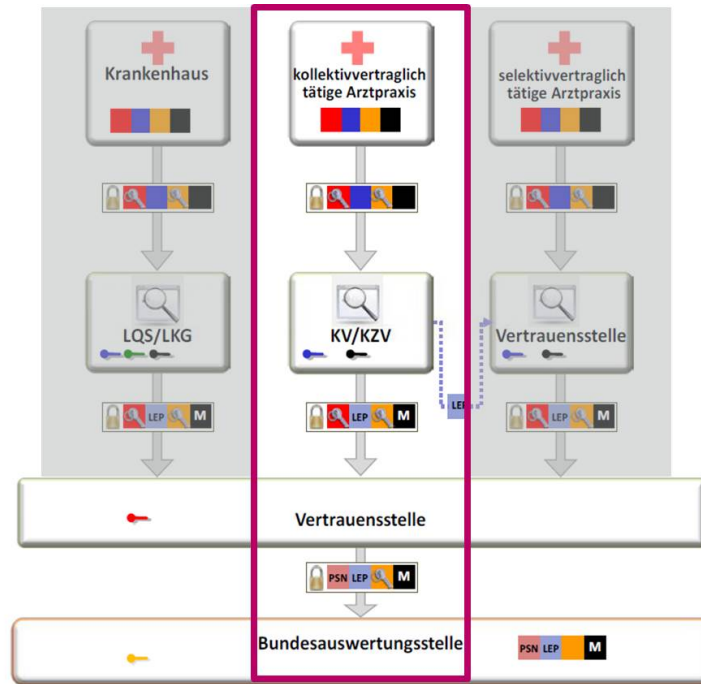 Krankenhaus
kollektivvertraglich
tätige Arztpraxis
selektivvertraglich
tätige Arztpraxis
LQS/LKG
KV/KZV
Vertrauensstelle
LEP M
LEP M
LEP
LEP M
Vertrauensstelle
PSN LEP M
Bundesauswertungsstelle
PSN LEP M